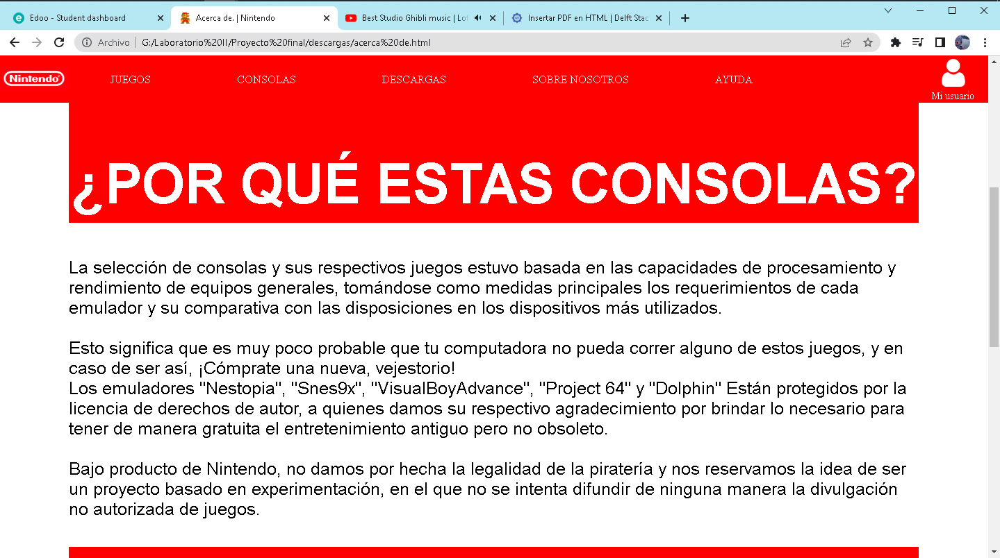 Edoo - Student dashboard
Acerca de. | Nintendo
Best Studio Ghibli music | Lo
Insertar PDF en HTML | Delft Stac
Archivo | G:/Laboratorio%20II/Proyecto%20final/descargas/acerca%20de.html
Nintendo
JUEGOS
CONSOLAS
DESCARGAS
SOBRE NOSOTROS
AYUDA
Mi usuario
¿POR QUÉ ESTAS CONSOLAS?
La selección de consolas y sus respectivos juegos estuvo basada en las capacidades de procesamiento y
rendimiento de equipos generales, tomándose como medidas principales los requerimientos de cada
emulador y su comparativa con las disposiciones en los dispositivos más utilizados.
Esto significa que es muy poco probable que tu computadora no pueda correr alguno de estos juegos, y en
caso de ser así, ¡Cómprate una nueva, vejestorio!
Los emuladores "Nestopia", "Snes9x", "VisualBoyAdvance", "Project 64" y "Dolphin" Están protegidos por la
licencia de derechos de autor, a quienes damos su respectivo agradecimiento por brindar lo necesario para
tener de manera gratuita el entretenimiento antiguo pero no obsoleto.
Bajo producto de Nintendo, no damos por hecha la legalidad de la piratería y nos reservamos la idea de ser
un proyecto basado en experimentación, en el que no se intenta difundir de ninguna manera la divulgación
no autorizada de juegos.